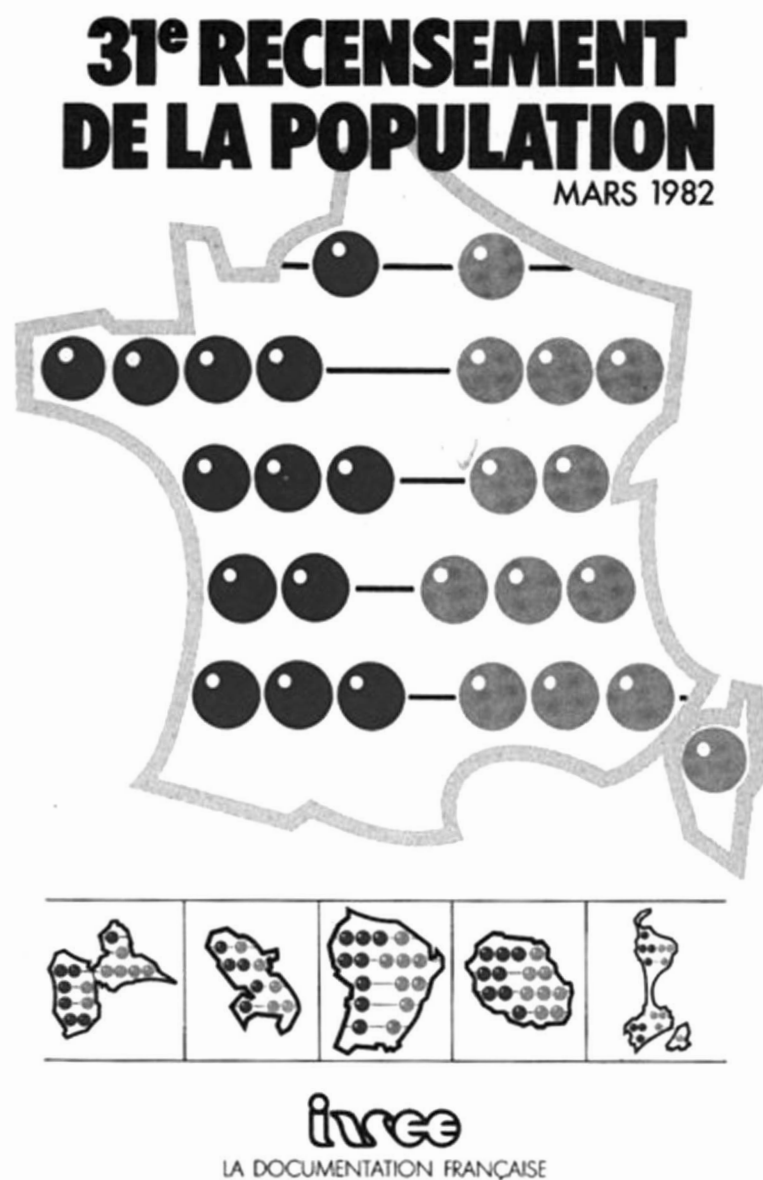 31e RECENSEMENT
DE LA POPULATION
MARS 1982
insee
LA DOCUMENTATION FRANÇAISE